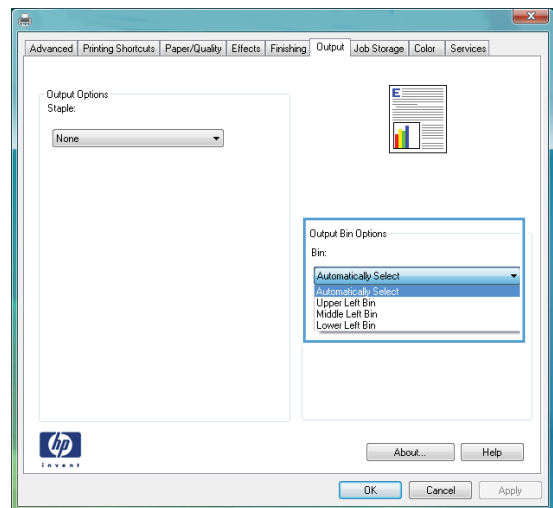 Advanced Printing Shortcuts Paper/Quality Effects Finishing Output Job Storage Color Services
Output Options
Staple:
None
E
Output Bin Options
Bin:
Automatically Select
Automatically Select
Upper Left Bin
Middle Left Bin
Lower Left Bin
hp
invent
About... Help
OK Cancel Apply